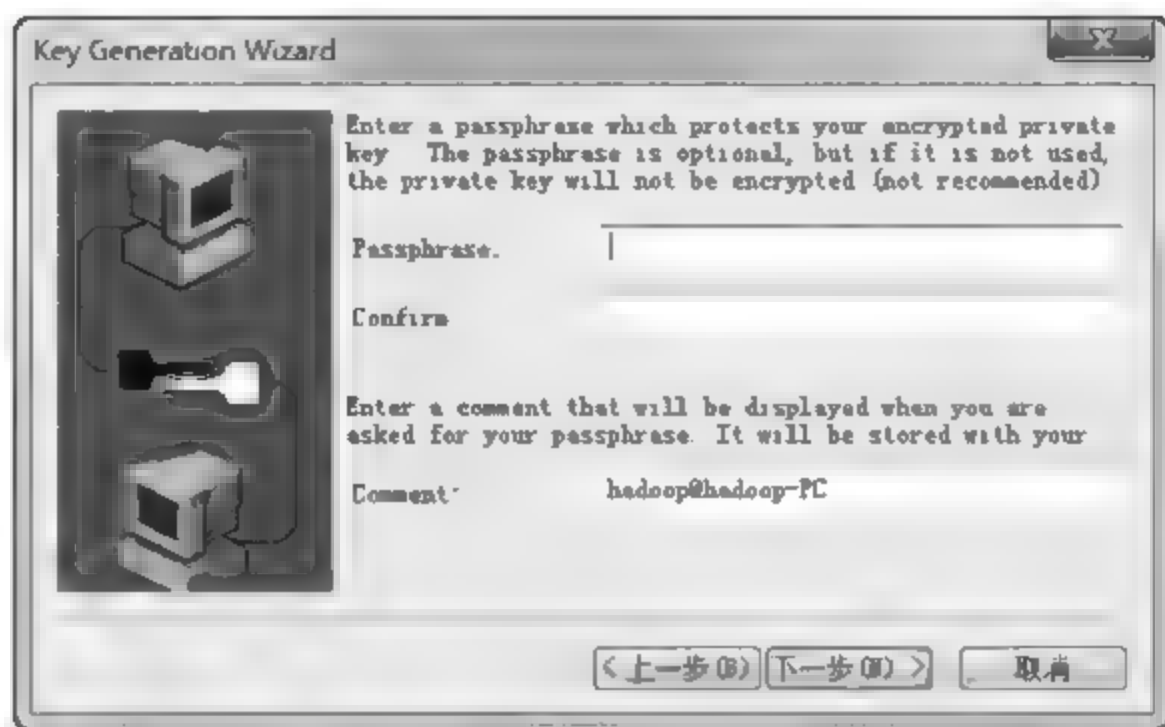 Key Generation Wizard
Enter a passphrase which protects your encrypted private
key The passphrase is optional, but if it is not used,
the private key will not be encrypted (not recommended)
Passphrase.
Confirm
Enter a comment that will be displayed when you are
asked for your passphrase. It will be stored with your
Comment:
hadoop@hadoop-PC
< 上一步(B)
下一步(N) >
取消